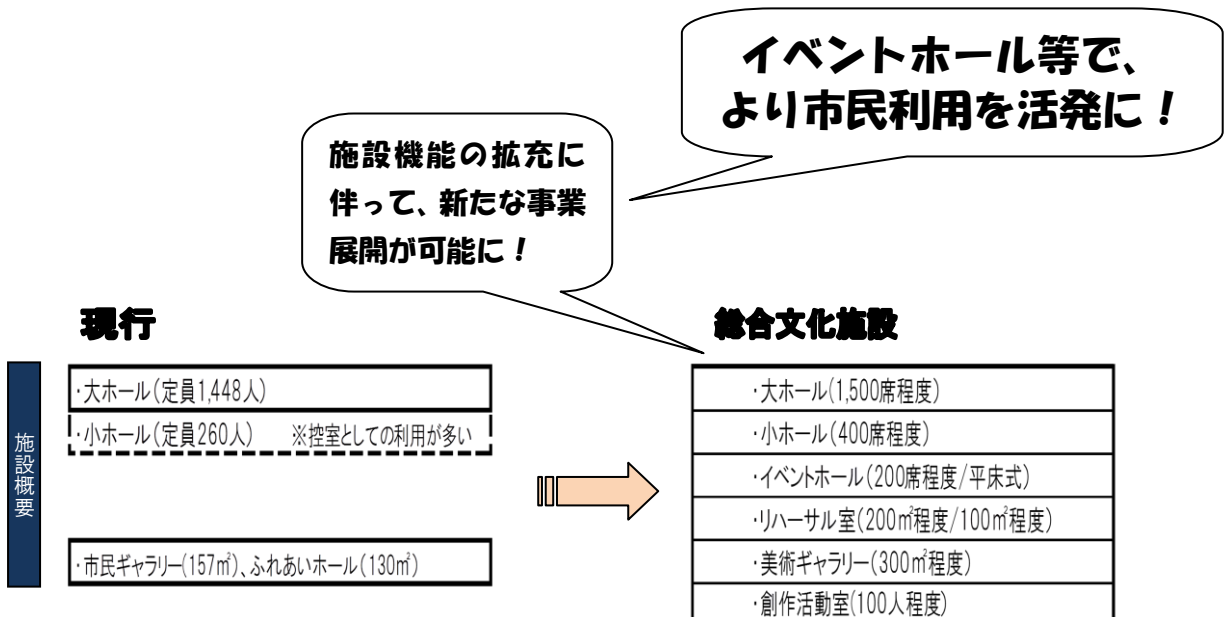 イベントホール等で、
より市民利用を活発に！
施設機能の拡充に
伴って、新たな事業
展開が可能に！
現行
総合文化施設
施設概要
・大ホール(定員1,448人)
・小ホール(定員260人)　※控室としての利用が多い
・市民ギャラリー(157㎡)、ふれあいホール(130㎡)
・大ホール(1,500席程度)
・小ホール(400席程度)
・イベントホール(200席程度/平床式)
・リハーサル室(200㎡程度/100㎡程度)
・美術ギャラリー(300㎡程度)
・創作活動室(100人程度)